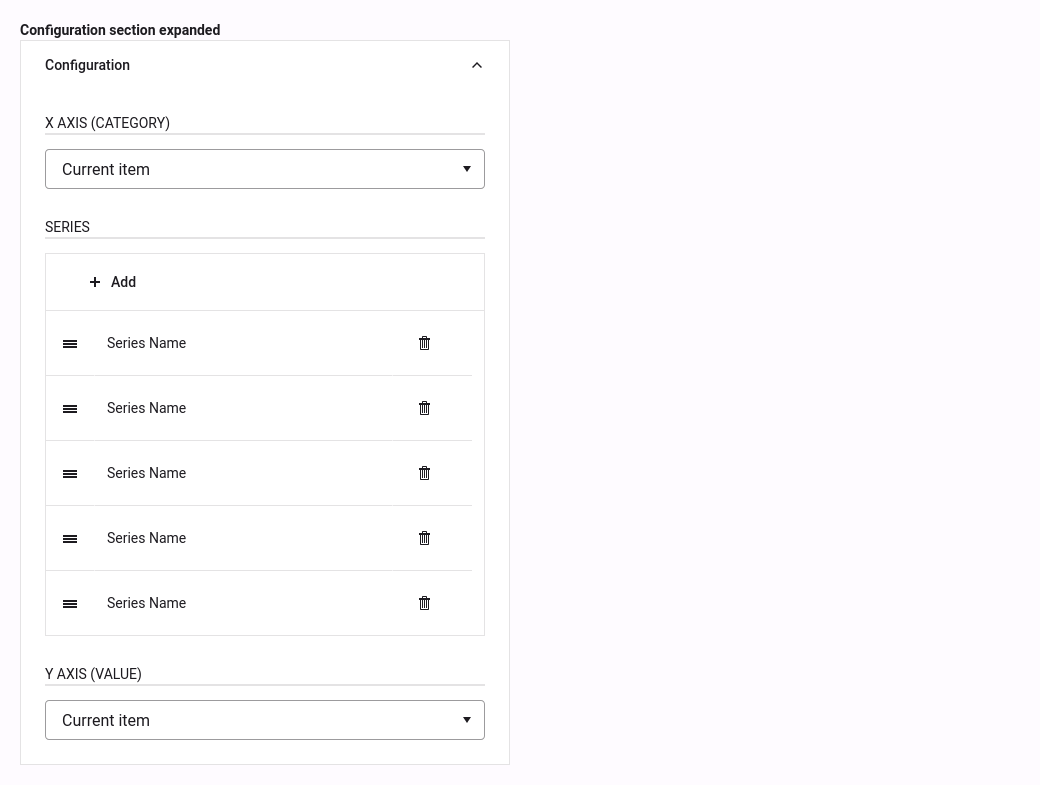 Configuration section expanded
Configuration
X AXIS (CATEGORY)
Current item
SERIES
Add
Series Name
Series Name
Series Name
Series Name
Series Name
Y AXIS (VALUE)
Current item